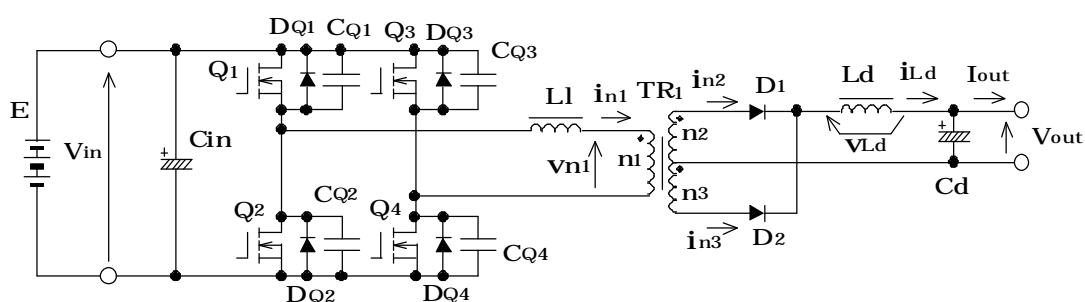 DQ1 CQ1 Q3 DQ3 CQ3
Q1
E
Vin
+
Cin
Ll
in1
TR1
in2
D1
Ld
iLd
Iout
n1
n2
vn1
vLd
+
Vout
Cd
n3
in3
D2
Q2
CQ2
Q4
CQ4
DQ2
DQ4